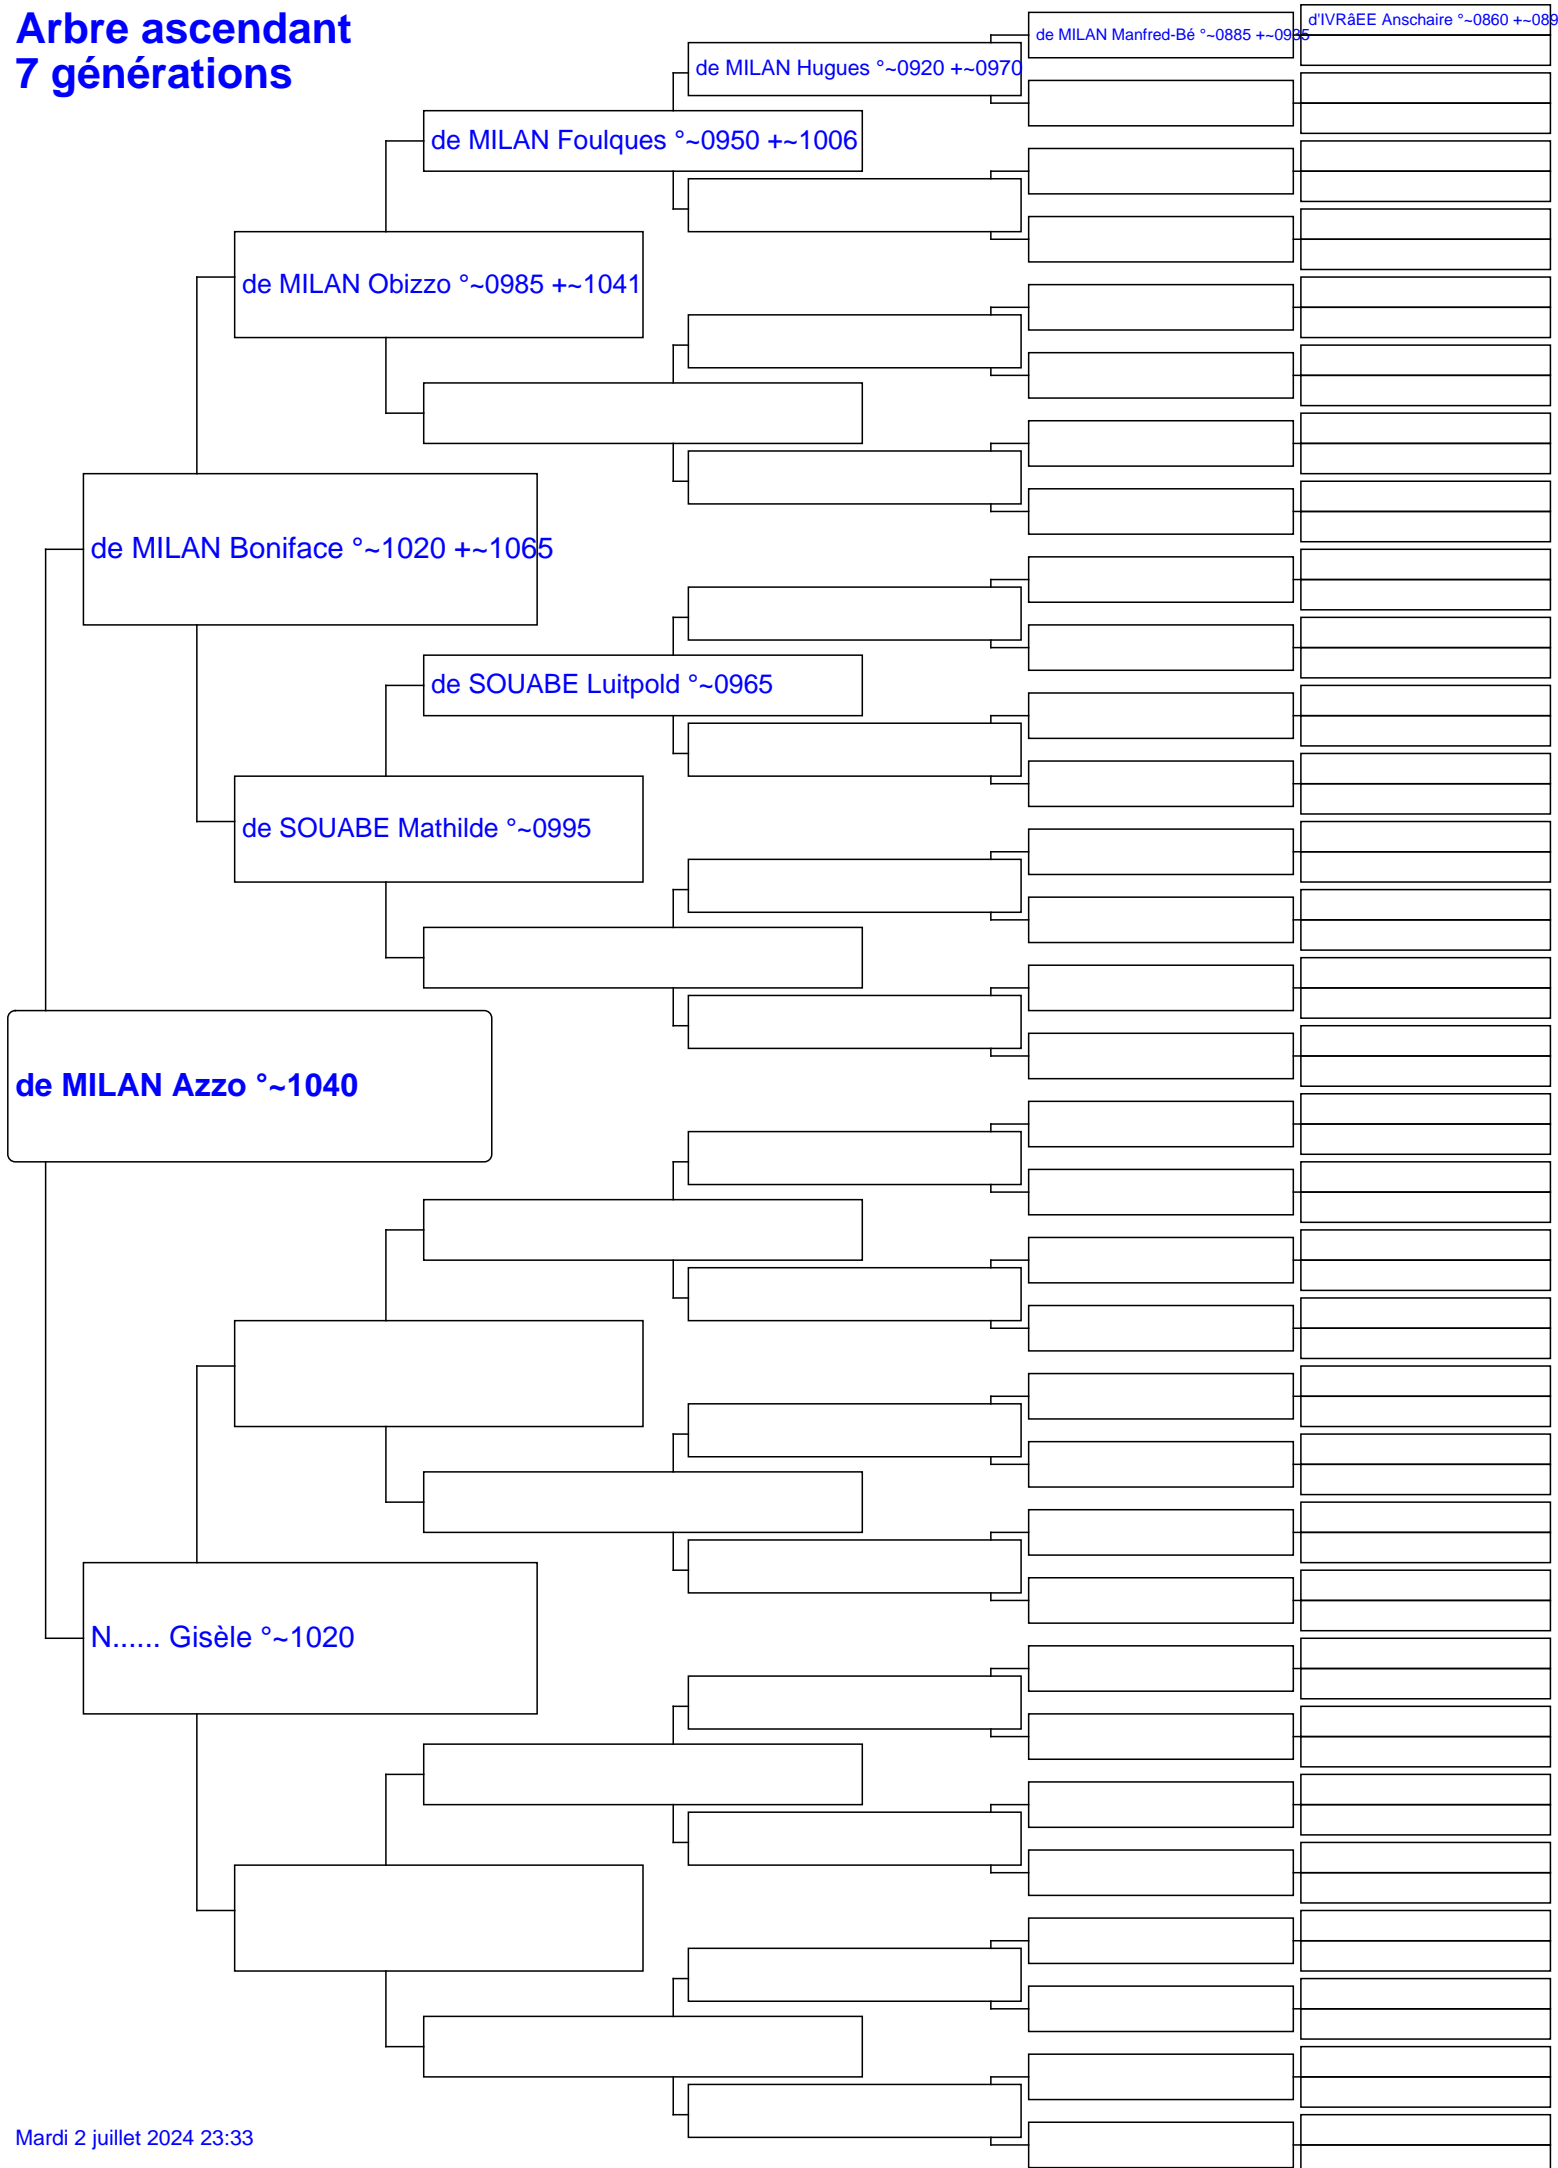 Arbre ascendant
7 générations
d'IVRâEE Anschaire °~0860 +~089
de MILAN Manfred-Bé °~0885 +~0935
de MILAN Hugues °~0920 +~0970
de MILAN Foulques °~0950 +~1006
de MILAN Obizzo °~0985 +~1041
de MILAN Boniface °~1020 +~1065
de SOUABE Luitpold °~0965
de SOUABE Mathilde °~0995
de MILAN Azzo °~1040
N...... Gisèle °~1020
Mardi 2 juillet 2024 23:33